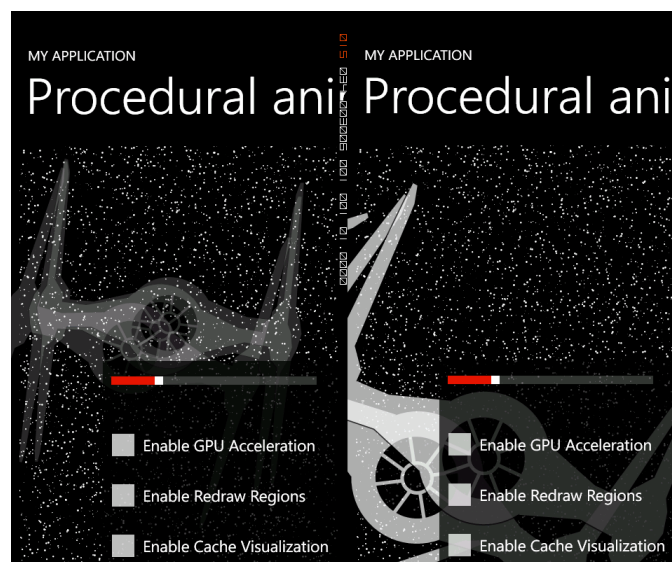 MY APPLICATION
Procedural ani
Enable GPU Acceleration
Enable Redraw Regions
Enable Cache Visualization
MY APPLICATION
Procedural ani
Enable GPU Acceleration
Enable Redraw Regions
Enable Cache Visualization